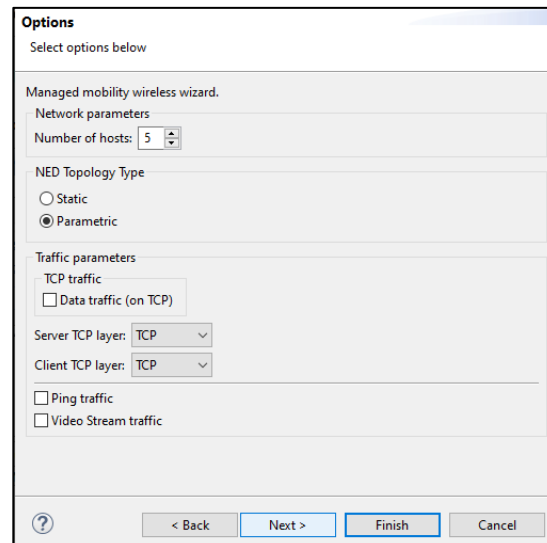 Options
Select options below
Managed mobility wireless wizard.
Network parameters
Number of hosts: 5
NED Topology Type
Static
Parametric
Traffic parameters
TCP traffic
Data traffic (on TCP)
Server TCP layer: TCP
Client TCP layer: TCP
Ping traffic
Video Stream traffic
? < Back Next > Finish Cancel